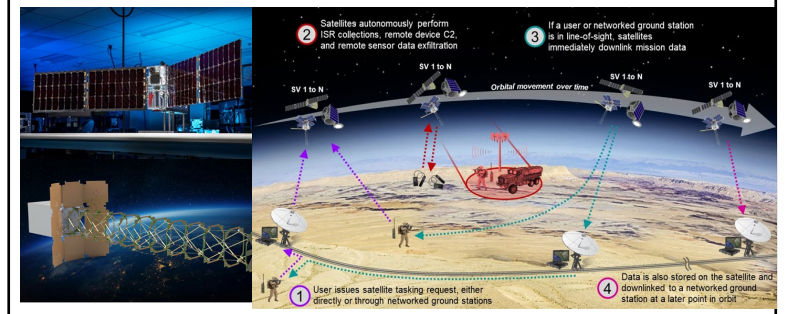 2
Satellites autonomously perform
ISR collections, remote device C2,
and remote sensor data exfiltration
3
If a user or networked ground station
is in line-of-sight, satellites
immediately downlink mission data
SV 1 to N
SV 1 to N
SV 1 to N
SV 1 to N
Orbital movement over time
1
User issues satellite tasking request, either
directly or through networked ground stations
4
Data is also stored on the satellite and
downlinked to a networked ground
station at a later point in orbit